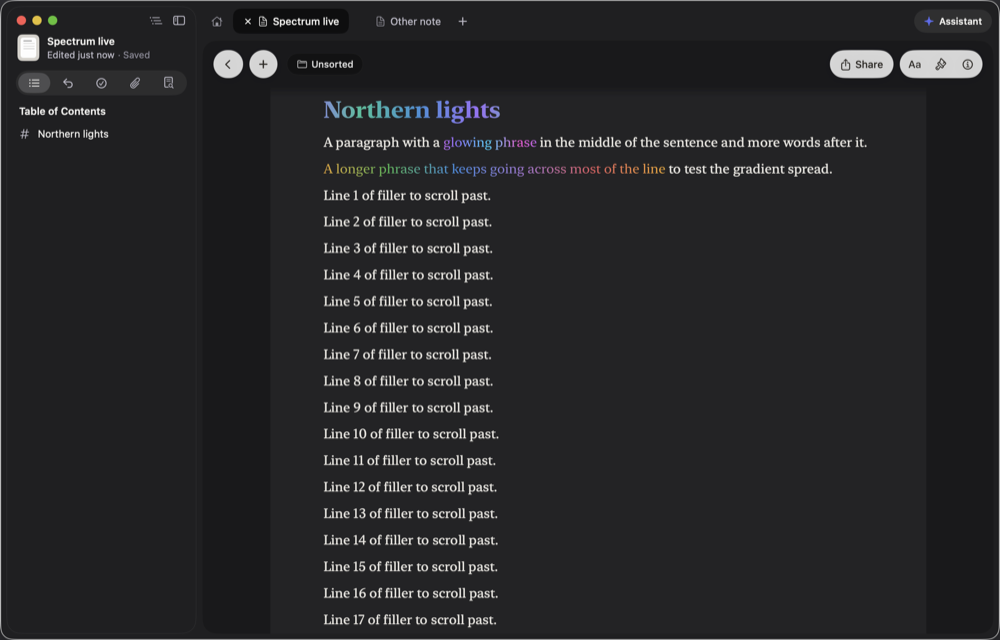 Spectrum live
Edited just now · Saved
Table of Contents
# Northern lights
Spectrum live
Other note
Assistant
Unsorted
Share
Aa
Northern lights
A paragraph with a glowing phrase in the middle of the sentence and more words after it.
A longer phrase that keeps going across most of the line to test the gradient spread.
Line 1 of filler to scroll past.
Line 2 of filler to scroll past.
Line 3 of filler to scroll past.
Line 4 of filler to scroll past.
Line 5 of filler to scroll past.
Line 6 of filler to scroll past.
Line 7 of filler to scroll past.
Line 8 of filler to scroll past.
Line 9 of filler to scroll past.
Line 10 of filler to scroll past.
Line 11 of filler to scroll past.
Line 12 of filler to scroll past.
Line 13 of filler to scroll past.
Line 14 of filler to scroll past.
Line 15 of filler to scroll past.
Line 16 of filler to scroll past.
Line 17 of filler to scroll past.